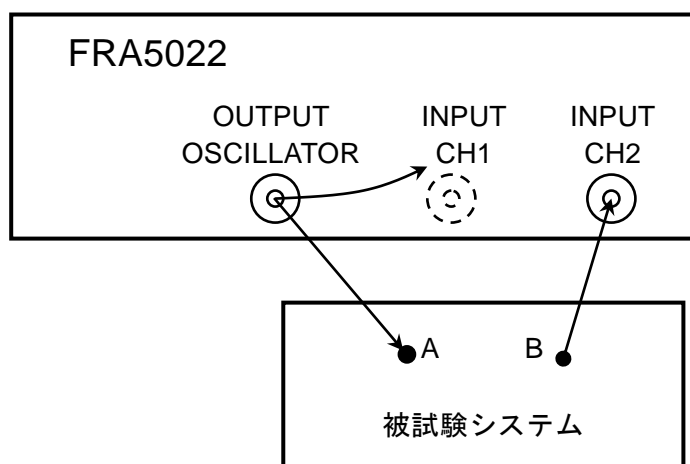 FRA5022
OUTPUT
OSCILLATOR
INPUT
CH1
INPUT
CH2
A
B
被試験システム